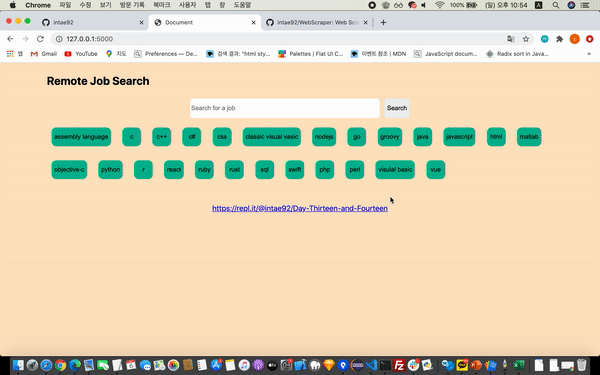 Chrome 파일 수정 보기 방문 기록 북마크 사용자 탭 창 도움말 100% (일) 오전 10:54
intae92 Document intae92/WebScraper: Web Scr
127.0.0.1:5000
앱 Gmail YouTube 지도 Preferences — De... 검색 결과: "html sty... Palettes | Flat UI C... 이벤트 참조 | MDN JavaScript docum... Radix sort in Java...
Remote Job Search
Search for a job Search
assembly language c c++ c# css classic visual vasic nodejs go groovy java javascript html matlab
objective-c python r react ruby rust sql swift php perl visulal basic vue
https://repl.it/@intae92/Day-Thirteen-and-Fourteen